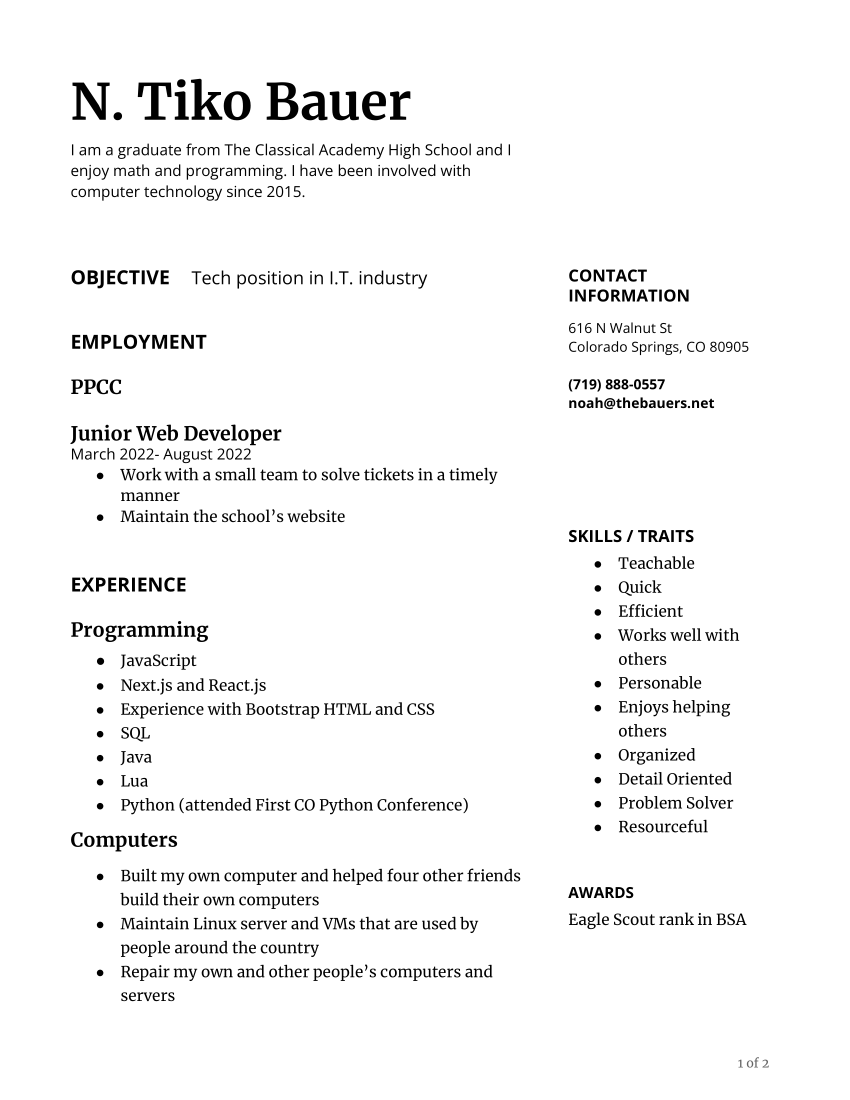 N. Tiko Bauer
I am a graduate from The Classical Academy High School and I
enjoy math and programming. I have been involved with
computer technology since 2015.
OBJECTIVE Tech position in I.T. industry
EMPLOYMENT
PPCC
Junior Web Developer
March 2022- August 2022
● Work with a small team to solve tickets in a timely
manner
● Maintain the school’s website
EXPERIENCE
Programming
● JavaScript
● Next.js and React.js
● Experience with Bootstrap HTML and CSS
● SQL
● Java
● Lua
● Python (attended First CO Python Conference)
Computers
● Built my own computer and helped four other friends
build their own computers
● Maintain Linux server and VMs that are used by
people around the country
● Repair my own and other people’s computers and
servers
CONTACT
INFORMATION
616 N Walnut St
Colorado Springs, CO 80905
(719) 888-0557
noah@thebauers.net
SKILLS / TRAITS
● Teachable
● Quick
● Efficient
● Works well with
others
● Personable
● Enjoys helping
others
● Organized
● Detail Oriented
● Problem Solver
● Resourceful
AWARDS
Eagle Scout rank in BSA
1 of 2